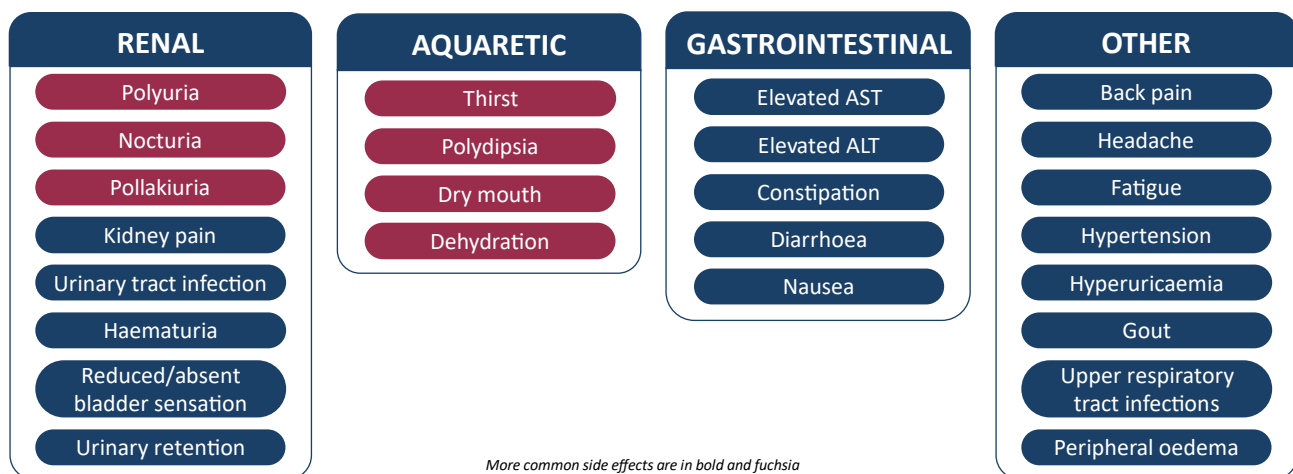 RENAL
Polyuria
Nocturia
Pollakiuria
Kidney pain
Urinary tract infection
Haematuria
Reduced/absent
bladder sensation
Urinary retention
AQUARETIC
Thirst
Polydipsia
Dry mouth
Dehydration
GASTROINTESTINAL
Elevated AST
Elevated ALT
Constipation
Diarrhoea
Nausea
OTHER
Back pain
Headache
Fatigue
Hypertension
Hyperuricaemia
Gout
Upper respiratory
tract infections
Peripheral oedema
More common side effects are in bold and fuchsia